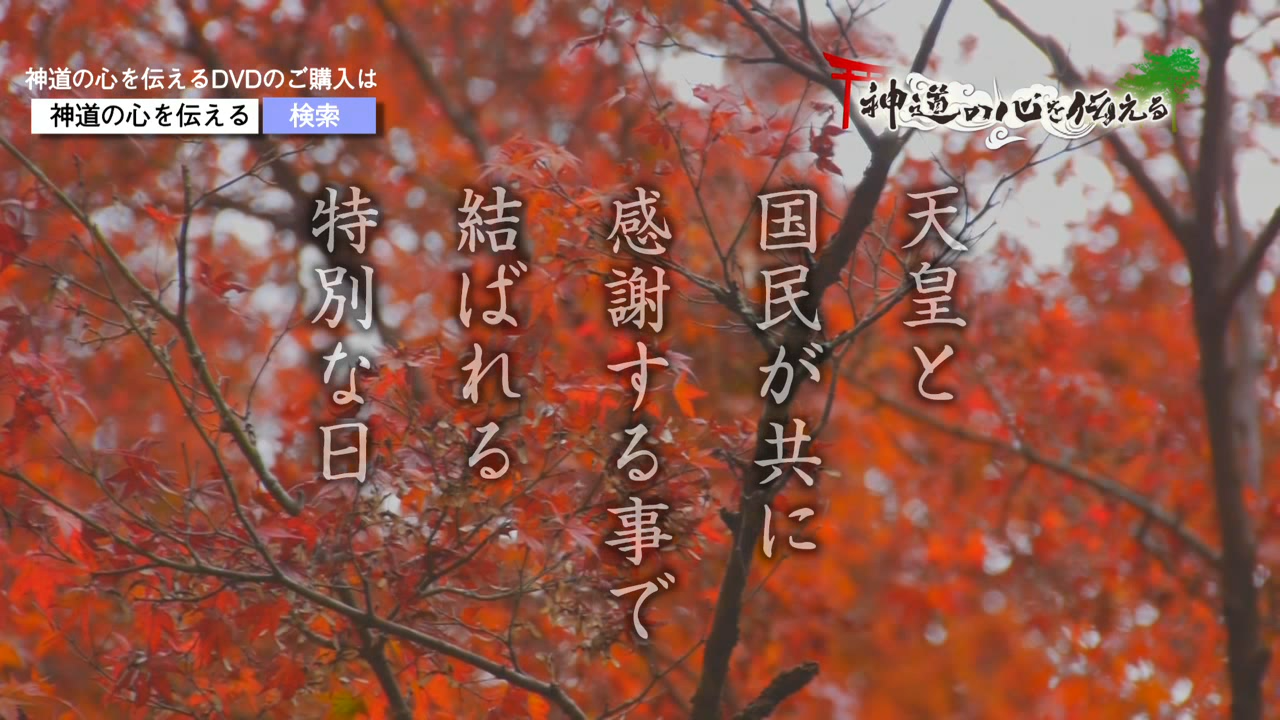 神道の心を伝えるDVDのご購入は
神道の心を伝える 検索
神道の心を伝える
天皇と
国民が共に
感謝する事で
結ばれる
特別な日